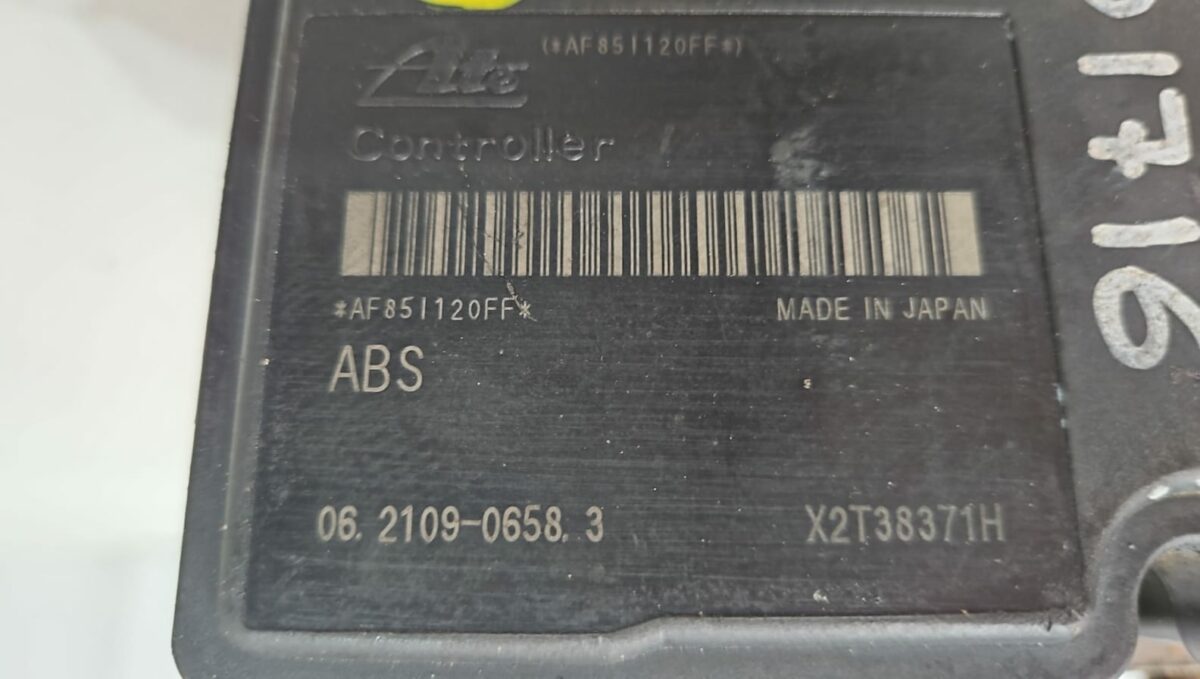 Ate
(*AF85I120FF*)
Controller
*AF85I120FF*
MADE IN JAPAN
ABS
06.2109-0658.3
X2T38371H